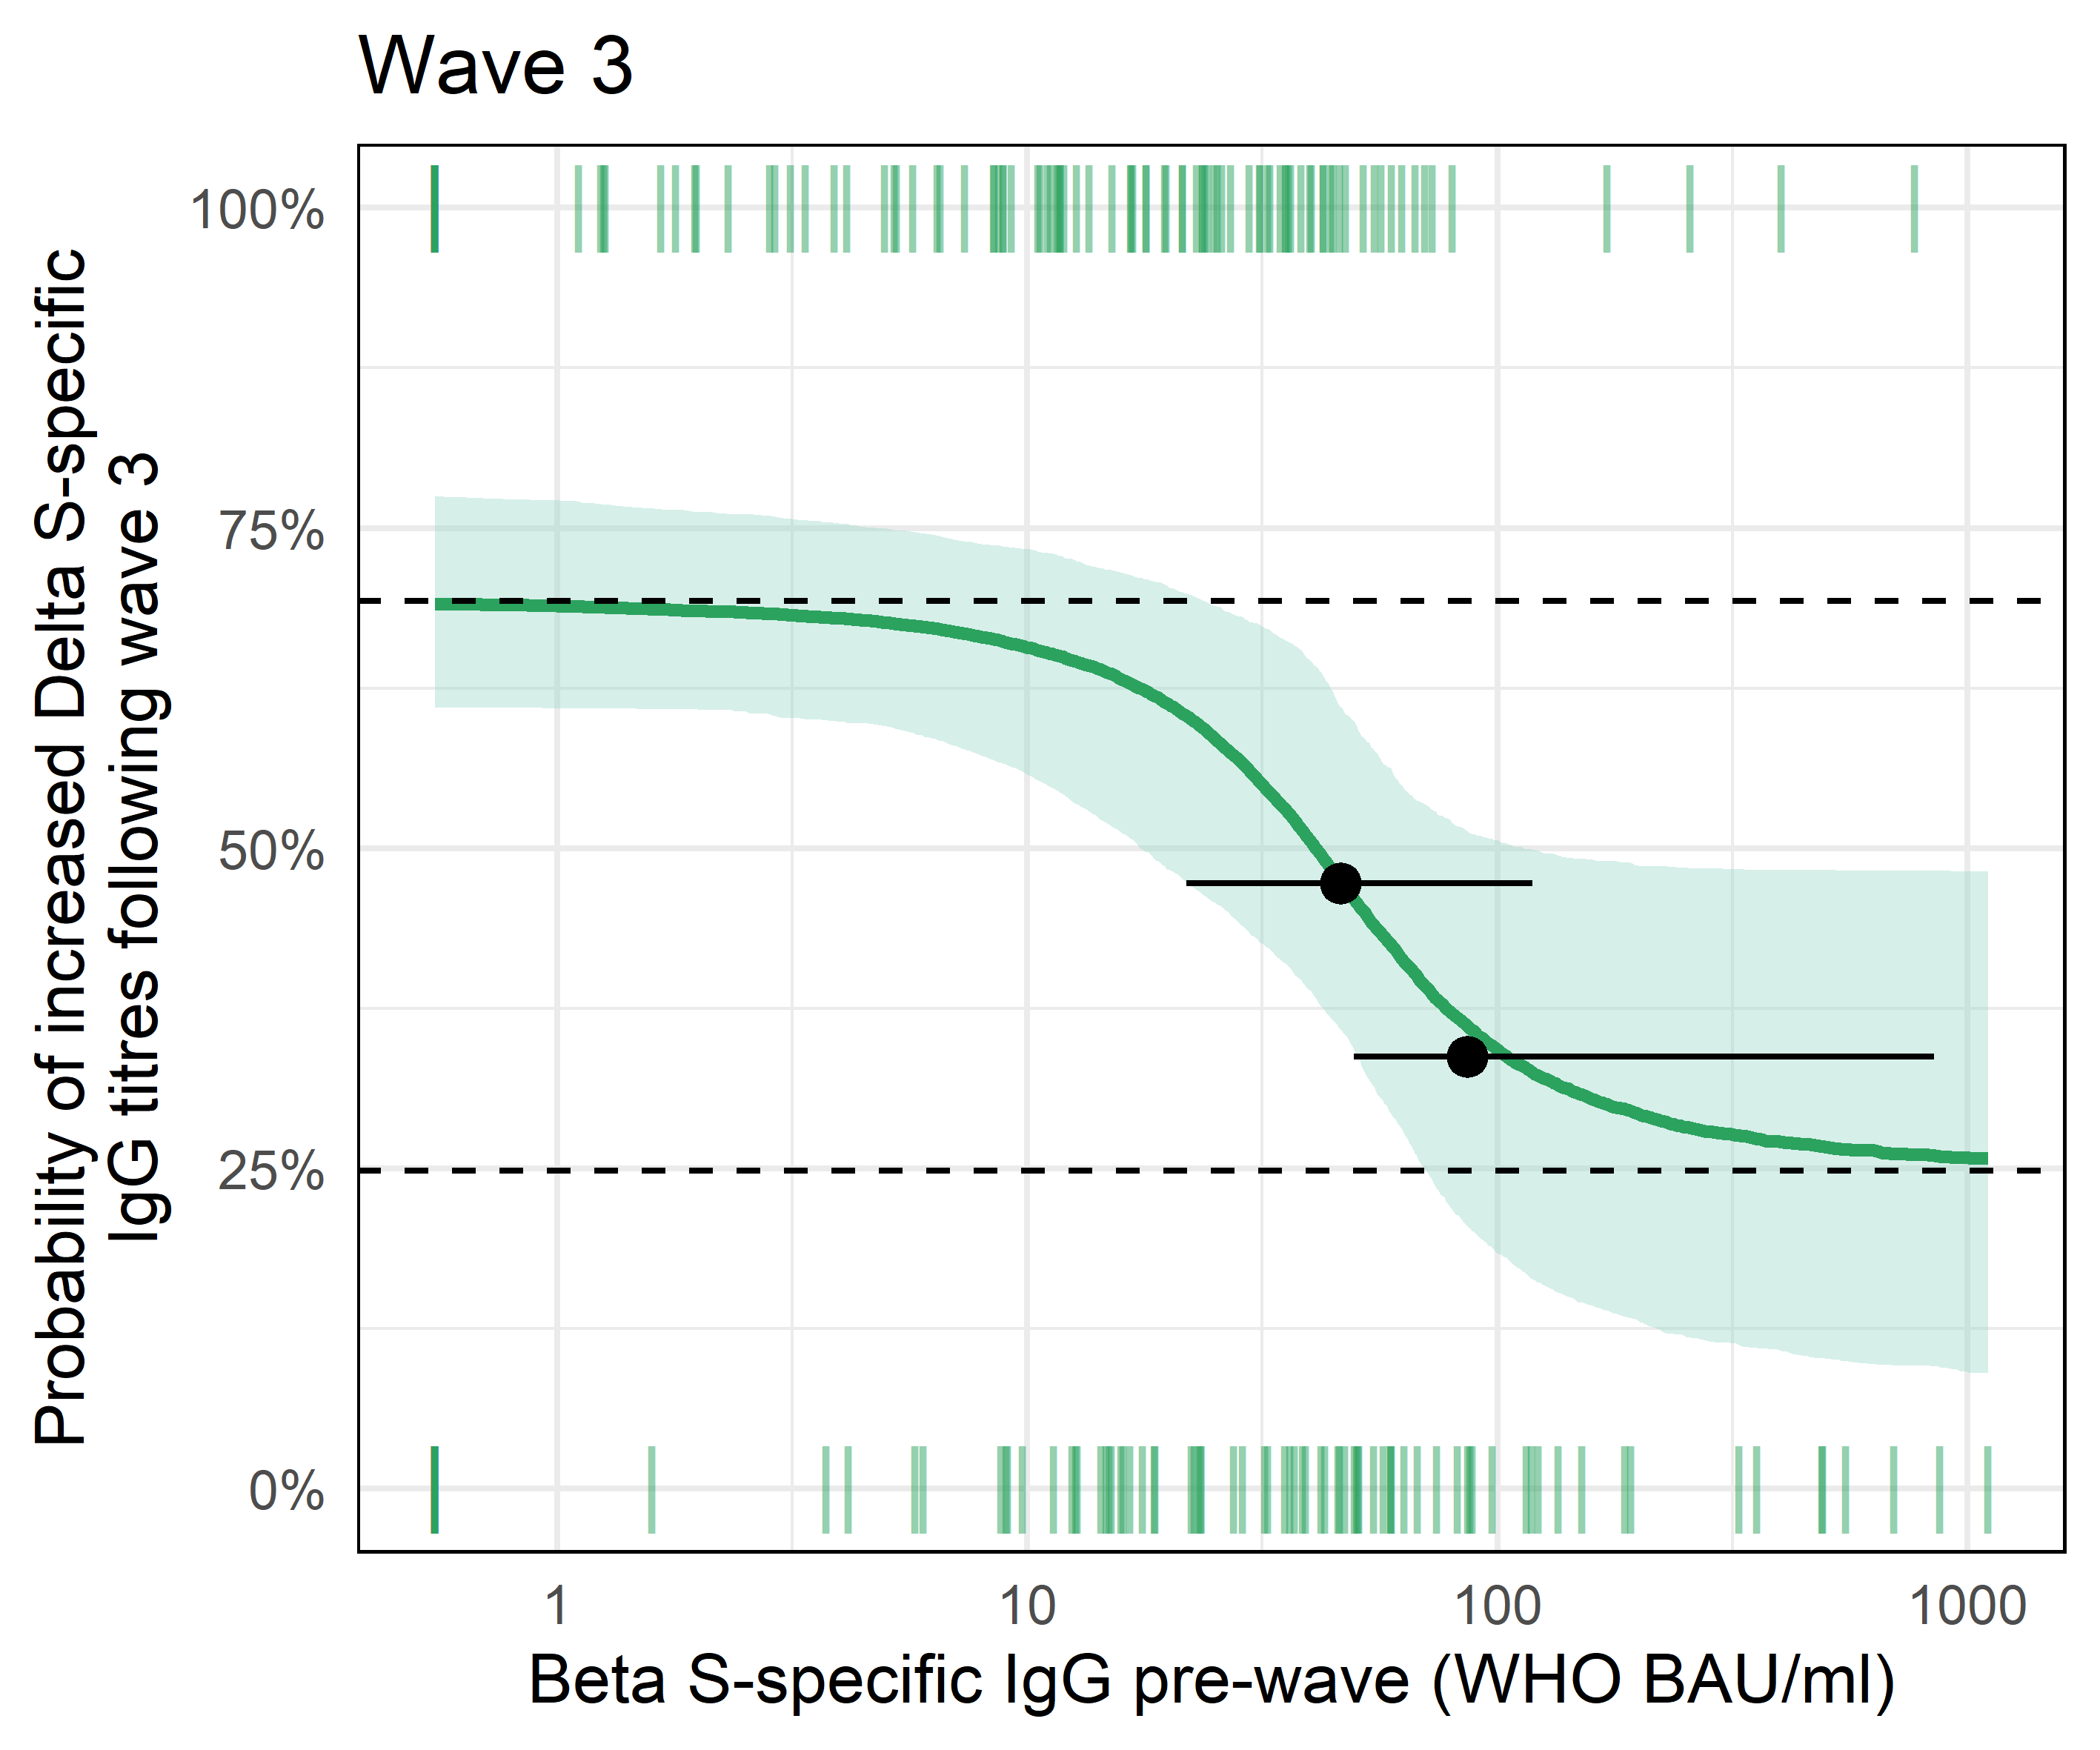 Wave 3
Probability of increased Delta S-specific
IgG titres following wave 3
100%
75%
50%
25%
0%
1
10
100
1000
Beta S-specific IgG pre-wave (WHO BAU/ml)